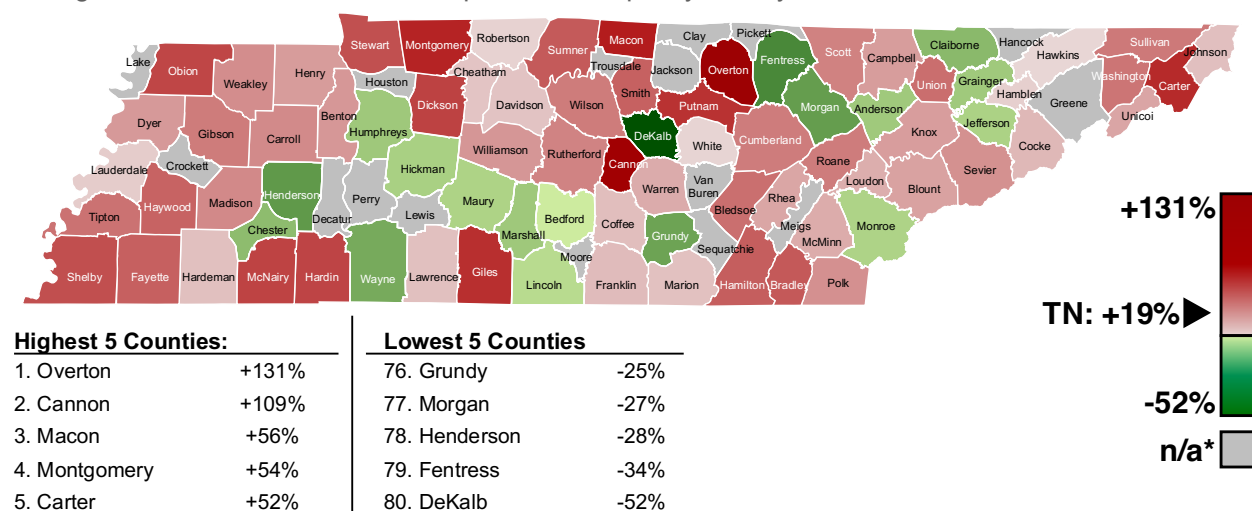 Stewart
Montgomery
Robertson
Sumner
Macon
Clay
Pickett
Lake
Obion
Weakley
Henry
Houston
Cheatham
Trousdale
Jackson
Overton
Fentress
Scott
Campbell
Claiborne
Hancock
Hawkins
Sullivan
Johnson
Dyer
Gibson
Carroll
Benton
Humphreys
Dickson
Davidson
Wilson
Smith
Putnam
Morgan
Anderson
Union
Grainger
Hamblen
Greene
Washington
Carter
Unicoi
Lauderdale
Crockett
Madison
Henderson
Decatur
Perry
Hickman
Williamson
Rutherford
Cannon
DeKalb
White
Cumberland
Roane
Loudon
Knox
Jefferson
Sevier
Cocke
Tipton
Haywood
Chester
Lewis
Maury
Marshall
Bedford
Coffee
Warren
Van
Buren
Bledsoe
Rhea
Meigs
McMinn
Monroe
Blount
Shelby
Fayette
Hardeman
McNairy
Hardin
Wayne
Lawrence
Giles
Lincoln
Moore
Franklin
Grundy
Marion
Sequatchie
Hamilton
Bradley
Polk
+131%
TN: +19%
-52%
n/a*
Highest 5 Counties:
1. Overton +131%
2. Cannon +109%
3. Macon +56%
4. Montgomery +54%
5. Carter +52%
Lowest 5 Counties
76. Grundy -25%
77. Morgan -27%
78. Henderson -28%
79. Fentress -34%
80. DeKalb -52%